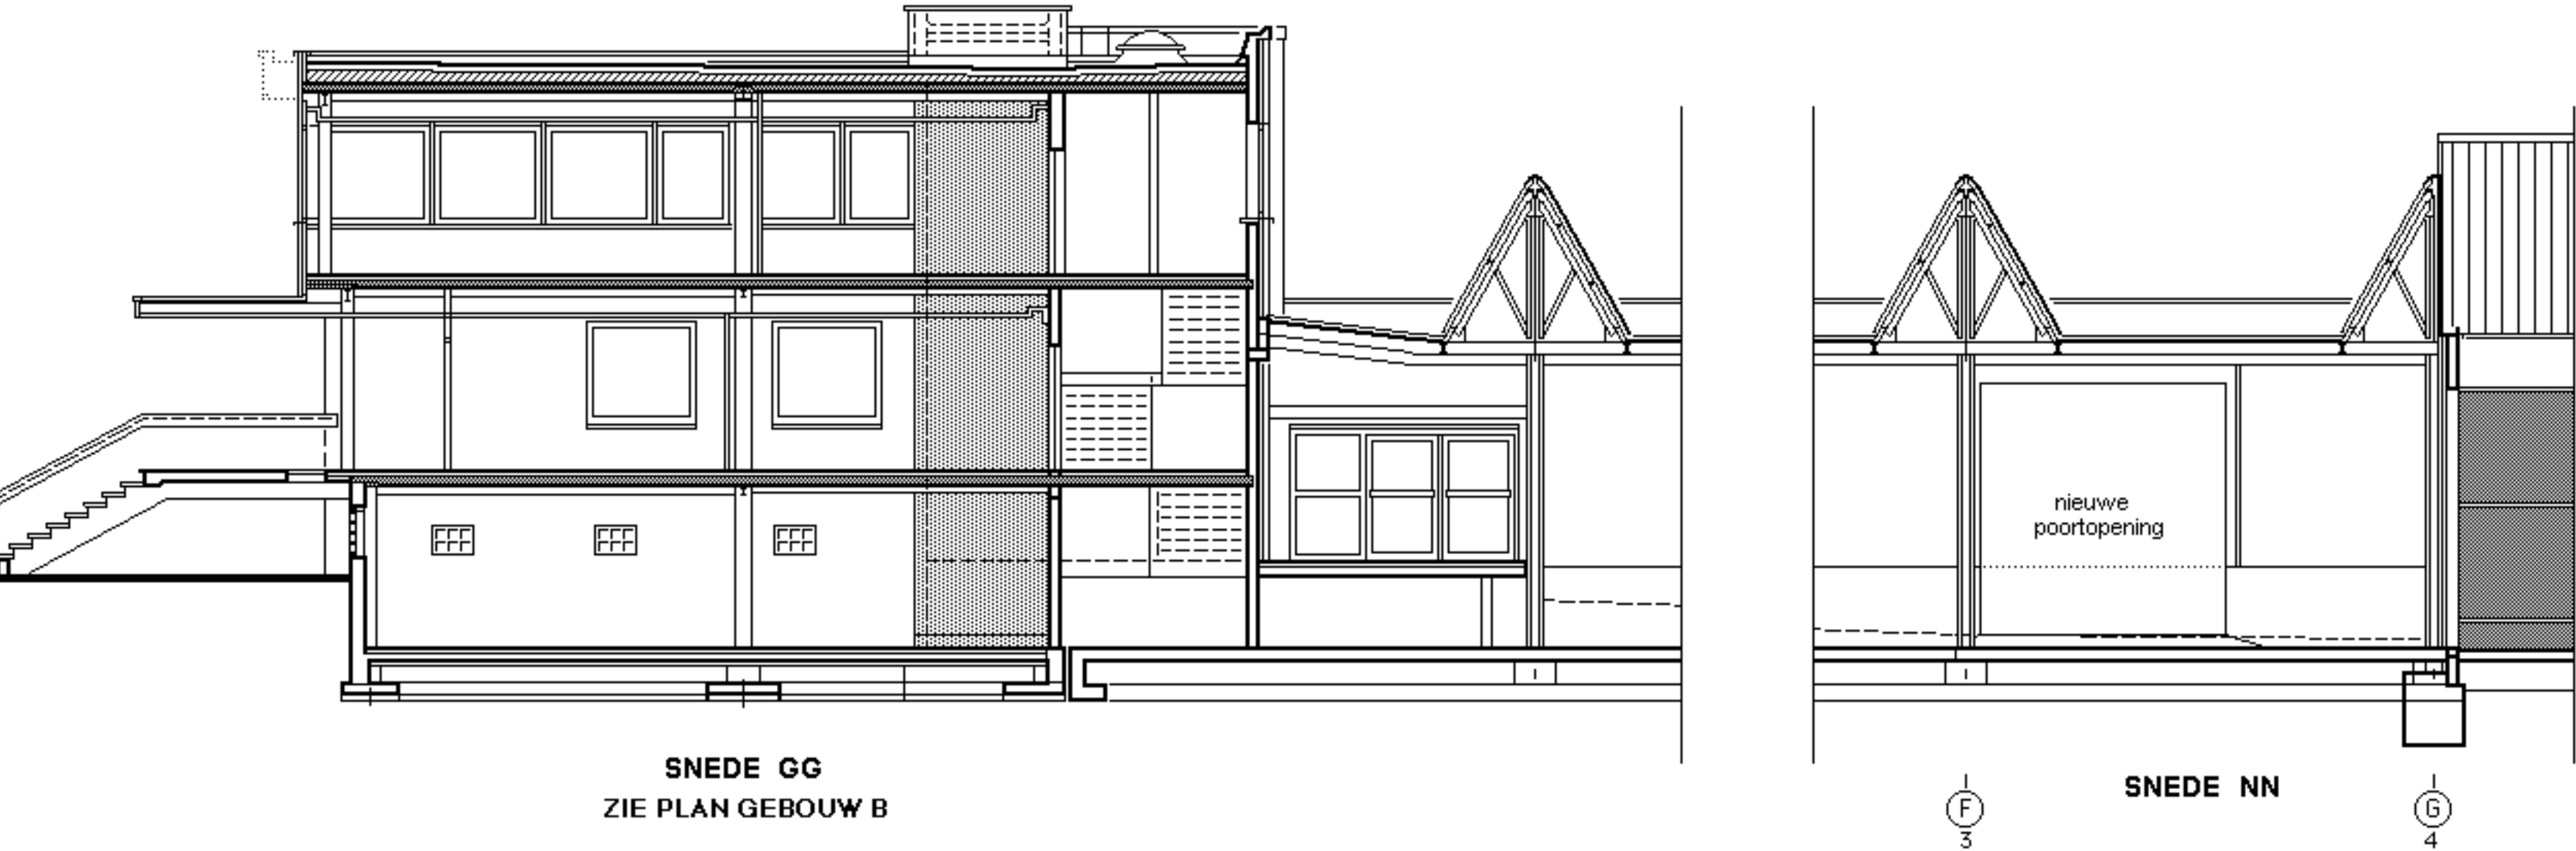 nieuwe
poortopening
SNEDE GG
ZIE PLAN GEBOUW B
SNEDE NN
F
3
G
4